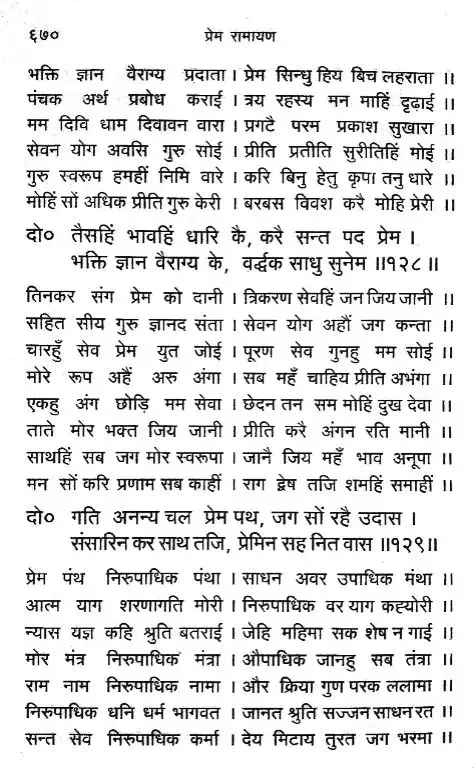 ६७० प्रेम रामायण
भक्ति ज्ञान वैराग्य प्रदाता । प्रेम सिन्धु हिय बिच लहराता ॥
पंचक अर्थ प्रबोध कराई । त्रय रहस्य मन माहिं दृढ़ाई ॥
मम दिवि धाम दिवावन वारा । प्रगटै परम प्रकाश सुखारा ॥
सेवन योग अवसि गुरु सोई । प्रीति प्रतीति सुरीतिहिं मोई ॥
गुरु स्वरूप हमहीं निमि वारे । करि बिनु हेतु कृपा तनु धारे ॥
मोहिं सों अधिक प्रीति गुरु केरी । बरबस विवश करै मोहि प्रेरी ॥
दो० तैसहिं भावहिं धारि कै, करै सन्त पद प्रेम ।
भक्ति ज्ञान वैराग्य के, वर्द्धक साधु सुनेम ॥१२८॥
तिनकर संग प्रेम को दानी । त्रिकरण सेवहिं जन जिय जानी ॥
सहित सीय गुरु ज्ञानद संता । सेवन योग अहौं जग कन्ता ॥
चारहुँ सेव प्रेम युत जोई । पूरण सेव गुनहु मम सोई ॥
मोरे रूप अहैं अरु अंगा । सब महँ चाहिय प्रीति अभंगा ॥
एकहु अंग छोड़ि मम सेवा । छेदन तन सम मोहिं दुख देवा ॥
ताते मोर भक्त जिय जानी । प्रीति करै अंगन रति मानी ॥
साथहिं सब जग मोर स्वरूपा । जानै जिय महँ भाव अनूपा ॥
मन सों करि प्रणाम सब काहीं । राग द्वेष तजि शमहिं समाहीं ॥
दो० गति अनन्य चल प्रेम पथ, जग सों रहै उदास ।
संसारिन कर साथ तजि, प्रेमिन सह नित वास ॥१२९॥
प्रेम पंथ निरुपाधिक पंथा । साधन अवर उपाधिक मंथा ॥
आत्म याग शरणागति मोरी । निरुपाधिक वर याग कह्योरी ॥
न्यास यज्ञ कहि श्रुति बतराई । जेहि महिमा सक शेष न गाई ॥
मोर मंत्र निरुपाधिक मंत्रा । औपाधिक जानहु सब तंत्रा ॥
राम नाम निरुपाधिक नामा । और क्रिया गुण परक ललामा ॥
निरुपाधिक धनि धर्म भागवत । जानत श्रुति सज्जन साधन रत ॥
सन्त सेव निरुपाधिक कर्मा । देय मिटाय तुरत जग भरमा ॥